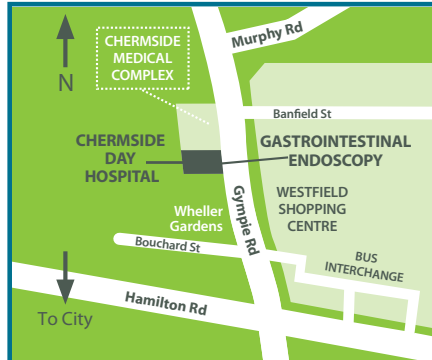 Murphy Rd
CHERMSIDE
MEDICAL
COMPLEX
N
Banfield St
CHERMSIDE
DAY
HOSPITAL
GASTROINTESTINAL
ENDOSCOPY
Gympie Rd
WESTFIELD
SHOPPING
CENTRE
Wheller
Gardens
Bouchard St
BUS
INTERCHANGE
Hamilton Rd
To City